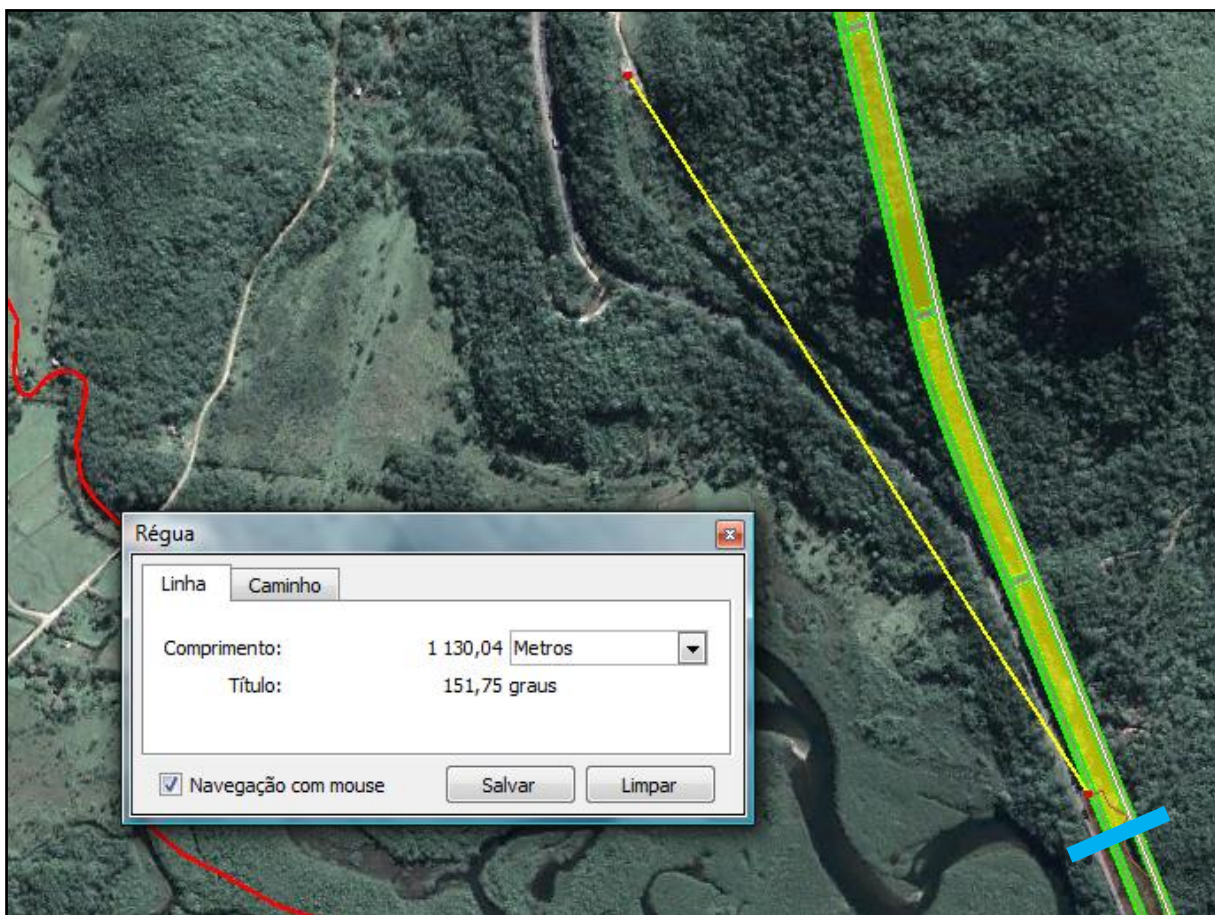 Régua
Linha
Caminho
Comprimento: 1 130,04 Metros
Título: 151,75 graus
Navegação com mouse
Salvar
Limpar